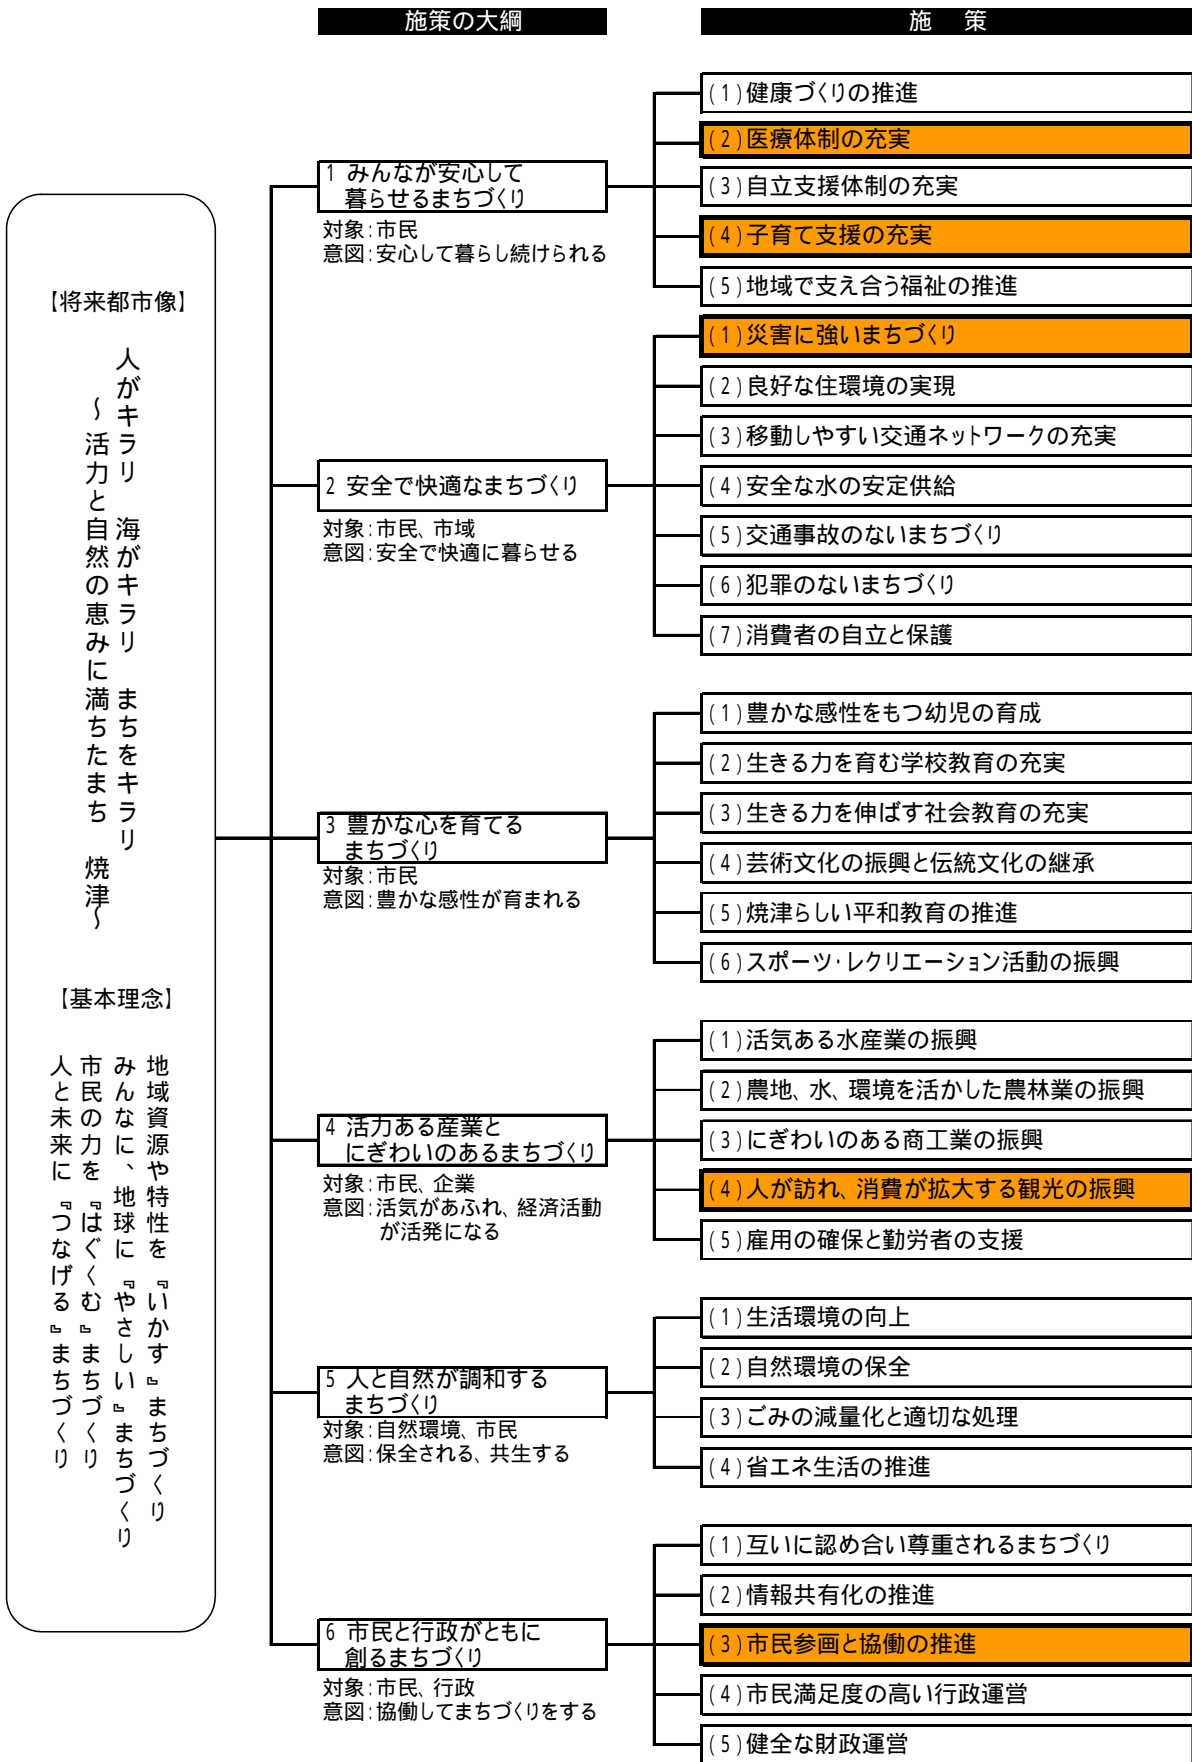 施策の大綱
施　策
【将来都市像】
人がキラリ　海がキラリ　まちをキラリ
～活力と自然の恵みに満ちたまち　焼津～
【基本理念】
地域資源や特性を『いかす』まちづくり
みんなに、地球に『やさしい』まちづくり
市民の力を『はぐくむ』まちづくり
人と未来に『つなげる』まちづくり
1 みんなが安心して
暮らせるまちづくり
対象:市民
意図:安心して暮らし続けられる
(1)健康づくりの推進
(2)医療体制の充実
(3)自立支援体制の充実
(4)子育て支援の充実
(5)地域で支え合う福祉の推進
2 安全で快適なまちづくり
対象:市民、市域
意図:安全で快適に暮らせる
(1)災害に強いまちづくり
(2)良好な住環境の実現
(3)移動しやすい交通ネットワークの充実
(4)安全な水の安定供給
(5)交通事故のないまちづくり
(6)犯罪のないまちづくり
(7)消費者の自立と保護
3 豊かな心を育てる
まちづくり
対象:市民
意図:豊かな感性が育まれる
(1)豊かな感性をもつ幼児の育成
(2)生きる力を育む学校教育の充実
(3)生きる力を伸ばす社会教育の充実
(4)芸術文化の振興と伝統文化の継承
(5)焼津らしい平和教育の推進
(6)スポーツ・レクリエーション活動の振興
4 活力ある産業と
にぎわいのあるまちづくり
対象:市民、企業
意図:活気があふれ、経済活動
が活発になる
(1)活気ある水産業の振興
(2)農地、水、環境を活かした農林業の振興
(3)にぎわいのある商工業の振興
(4)人が訪れ、消費が拡大する観光の振興
(5)雇用の確保と勤労者の支援
5 人と自然が調和する
まちづくり
対象:自然環境、市民
意図:保全される、共生する
(1)生活環境の向上
(2)自然環境の保全
(3)ごみの減量化と適切な処理
(4)省エネ生活の推進
6 市民と行政がともに
創るまちづくり
対象:市民、行政
意図:協働してまちづくりをする
(1)互いに認め合い尊重されるまちづくり
(2)情報共有化の推進
(3)市民参画と協働の推進
(4)市民満足度の高い行政運営
(5)健全な財政運営